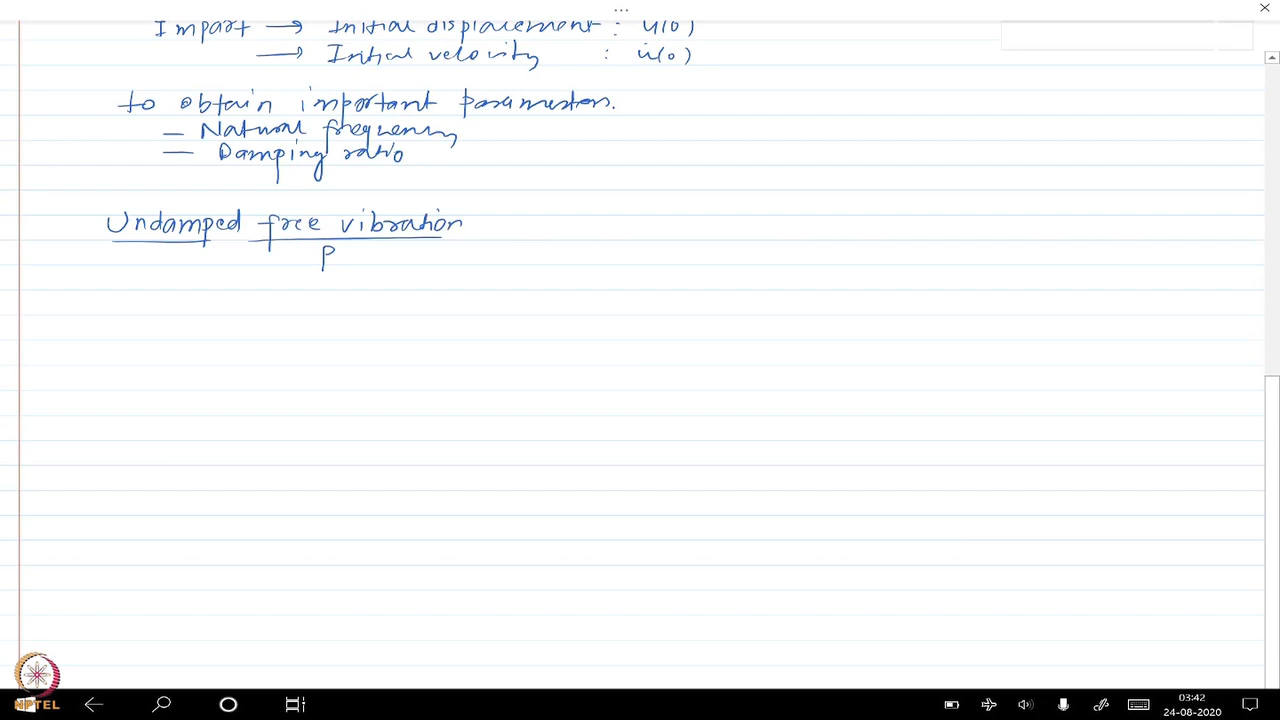 Impart → Initial displacement : u(0)
→ Initial velocity : u̇(0)
to obtain important parameters.
— Natural frequency
— Damping ratio
Undamped free vibration
P
NPTEL
03:42
24-08-2020